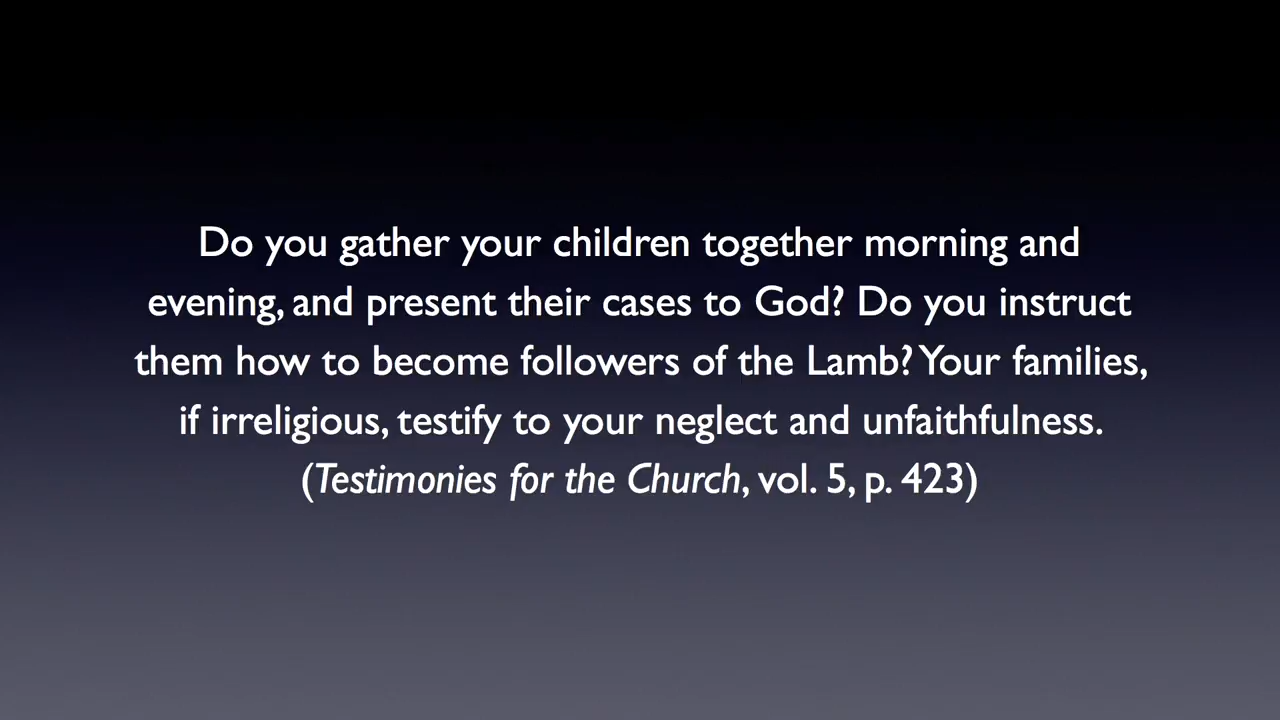 Do you gather your children together morning and
evening, and present their cases to God? Do you instruct
them how to become followers of the Lamb? Your families,
if irreligious, testify to your neglect and unfaithfulness.
(Testimonies for the Church, vol. 5, p. 423)